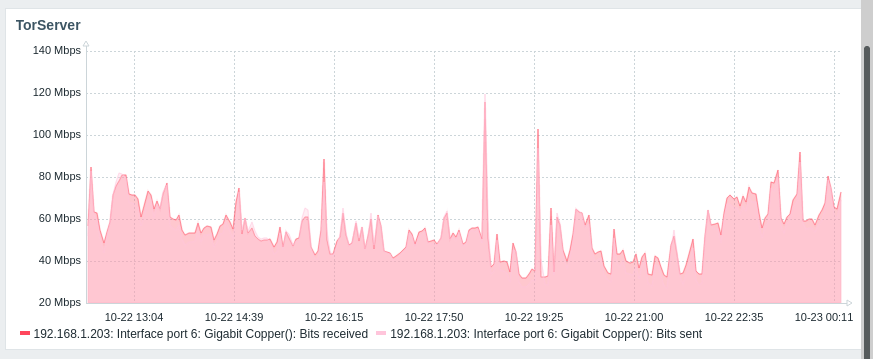 TorServer
140 Mbps
120 Mbps
100 Mbps
80 Mbps
60 Mbps
40 Mbps
20 Mbps
10-22 13:04 10-22 14:39 10-22 16:15 10-22 17:50 10-22 19:25 10-22 21:00 10-22 22:35 10-23 00:11
192.168.1.203: Interface port 6: Gigabit Copper(): Bits received 192.168.1.203: Interface port 6: Gigabit Copper(): Bits sent